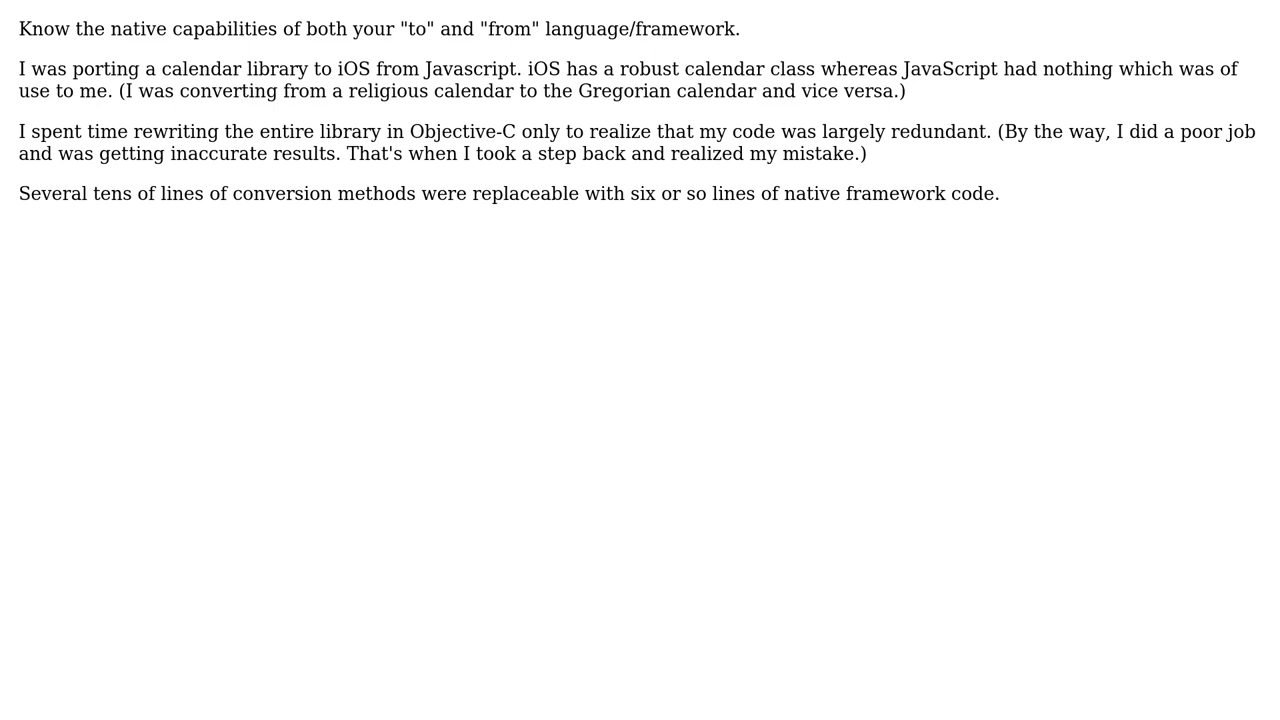 Know the native capabilities of both your "to" and "from" language/framework.
I was porting a calendar library to iOS from Javascript. iOS has a robust calendar class whereas JavaScript had nothing which was of
use to me. (I was converting from a religious calendar to the Gregorian calendar and vice versa.)
I spent time rewriting the entire library in Objective-C only to realize that my code was largely redundant. (By the way, I did a poor job
and was getting inaccurate results. That's when I took a step back and realized my mistake.)
Several tens of lines of conversion methods were replaceable with six or so lines of native framework code.